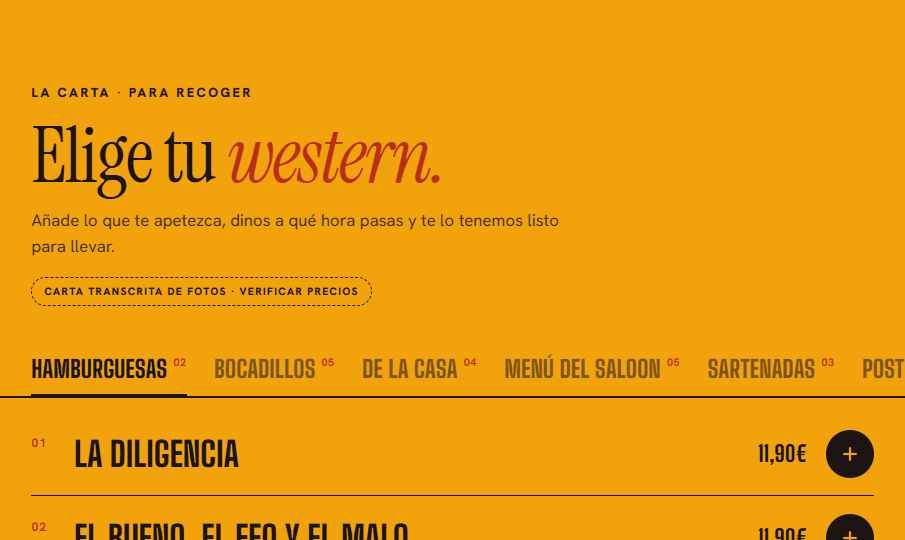 LA CARTA · PARA RECOGER
Elige tu western.
Añade lo que te apetezca, dinos a qué hora pasas y te lo tenemos listo
para llevar.
CARTA TRANSCRITA DE FOTOS · VERIFICAR PRECIOS
HAMBURGUESAS 02 BOCADILLOS 05 DE LA CASA 04 MENÚ DEL SALOON 05 SARTENADAS 03 POST
01 LA DILIGENCIA 11,90€ +
02 EL BUENO, EL FEO Y EL MALO 11,90€ +